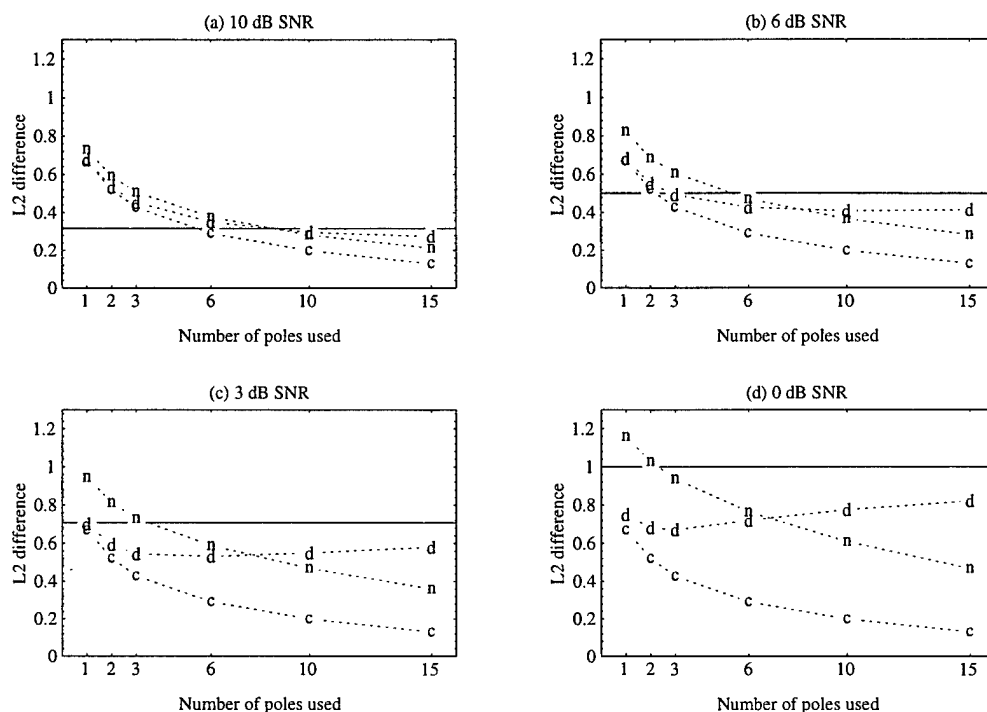 (a) 10 dB SNR
1.2
1
0.8
0.6
0.4
0.2
0
L2 difference
n n n n n n
d d d d d d
c c c c c c
1 2 3 6 10 15
Number of poles used
(b) 6 dB SNR
1.2
1
0.8
0.6
0.4
0.2
0
L2 difference
n n n n n n
d d d d d d
c c c c c c
1 2 3 6 10 15
Number of poles used
(c) 3 dB SNR
1.2
1
0.8
0.6
0.4
0.2
0
L2 difference
n n n n n n
d d d d d d
c c c c c c
1 2 3 6 10 15
Number of poles used
(d) 0 dB SNR
1.2
1
0.8
0.6
0.4
0.2
0
L2 difference
n n n n n n
d d d d d d
c c c c c c
1 2 3 6 10 15
Number of poles used